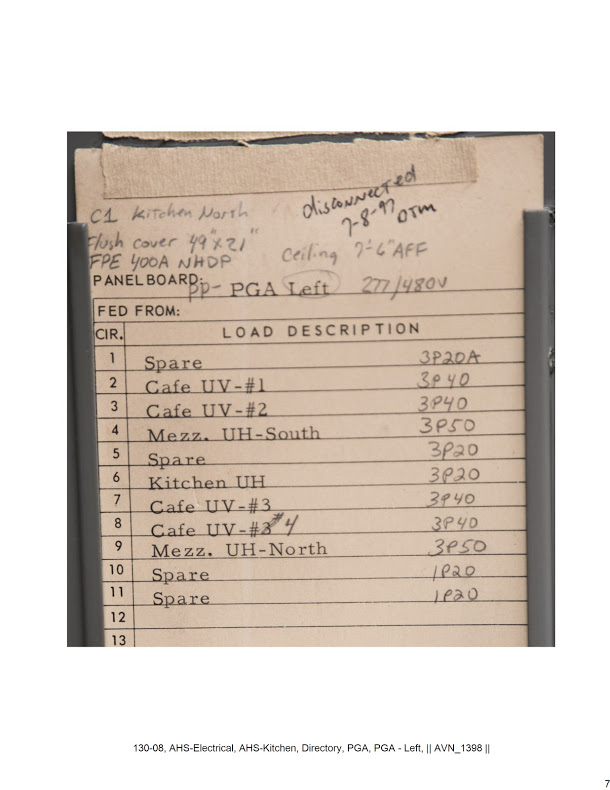 disconnected
7-8-97 DTM
C1 Kitchen North
Flush cover 49"x21"
FPE 400A NHDP Ceiling 7'-6" AFF
PANELBOARD: pp- PGA Left 277/480V
FED FROM:
CIR. LOAD DESCRIPTION
1 Spare 3P20A
2 Cafe UV-#1 3P40
3 Cafe UV-#2 3P40
4 Mezz. UH-South 3P50
5 Spare 3P20
6 Kitchen UH 3P20
7 Cafe UV-#3 3P40
8 Cafe UV-#3 #4 3P40
9 Mezz. UH-North 3P50
10 Spare 1P20
11 Spare 1P20
12
13
130-08, AHS-Electrical, AHS-Kitchen, Directory, PGA, PGA - Left, || AVN_1398 ||
7